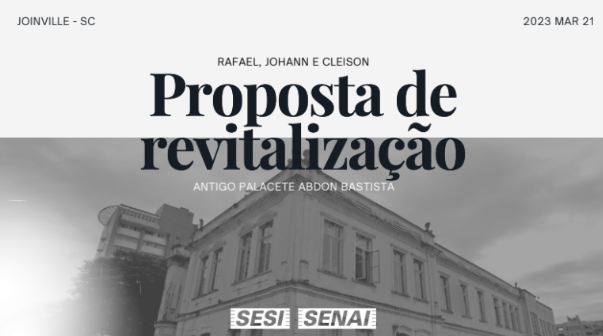 JOINVILLE - SC
2023 MAR 21
RAFAEL, JOHANN E CLEISON
Proposta de
revitalização
ANTIGO PALACETE ABDON BASTISTA
SESI SENAI